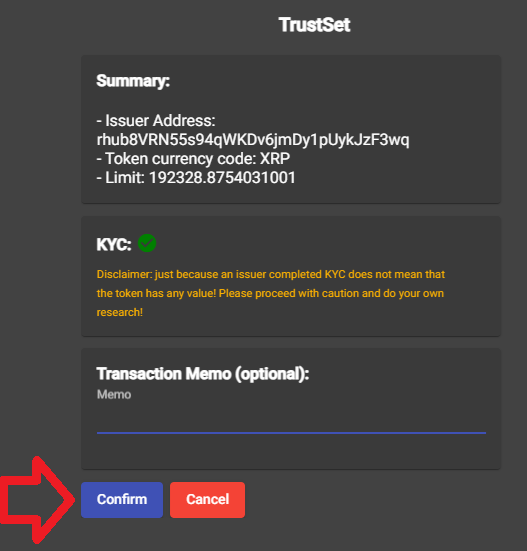 TrustSet
Summary:
- Issuer Address:
rhub8VRN55s94qWKDv6jmDy1pUykJzF3wq
- Token currency code: XRP
- Limit: 192328.8754031001
KYC:
Disclaimer: just because an issuer completed KYC does not mean that
the token has any value! Please proceed with caution and do your own
research!
Transaction Memo (optional):
Memo
Confirm
Cancel